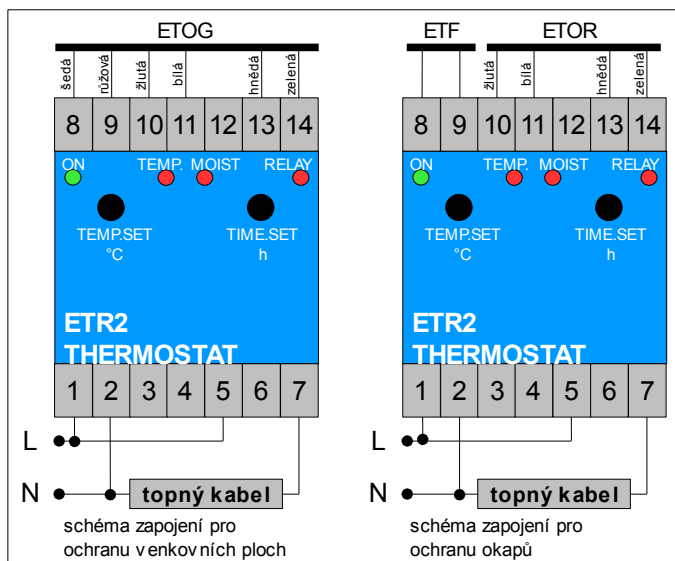 ETOG
šedá
růžová
žlutá
bílá
hnědá
zelená
8 9 10 11 12 13 14
ON TEMP. MOIST RELAY
TEMP.SET TIME.SET
°C h
ETR2
THERMOSTAT
1 2 3 4 5 6 7
L
N topný kabel
schéma zapojení pro
ochranu venkovních ploch
ETF ETOR
žlutá
bílá
hnědá
zelená
8 9 10 11 12 13 14
ON TEMP. MOIST RELAY
TEMP.SET TIME.SET
°C h
ETR2
THERMOSTAT
1 2 3 4 5 6 7
L
N topný kabel
schéma zapojení pro
ochranu okapů